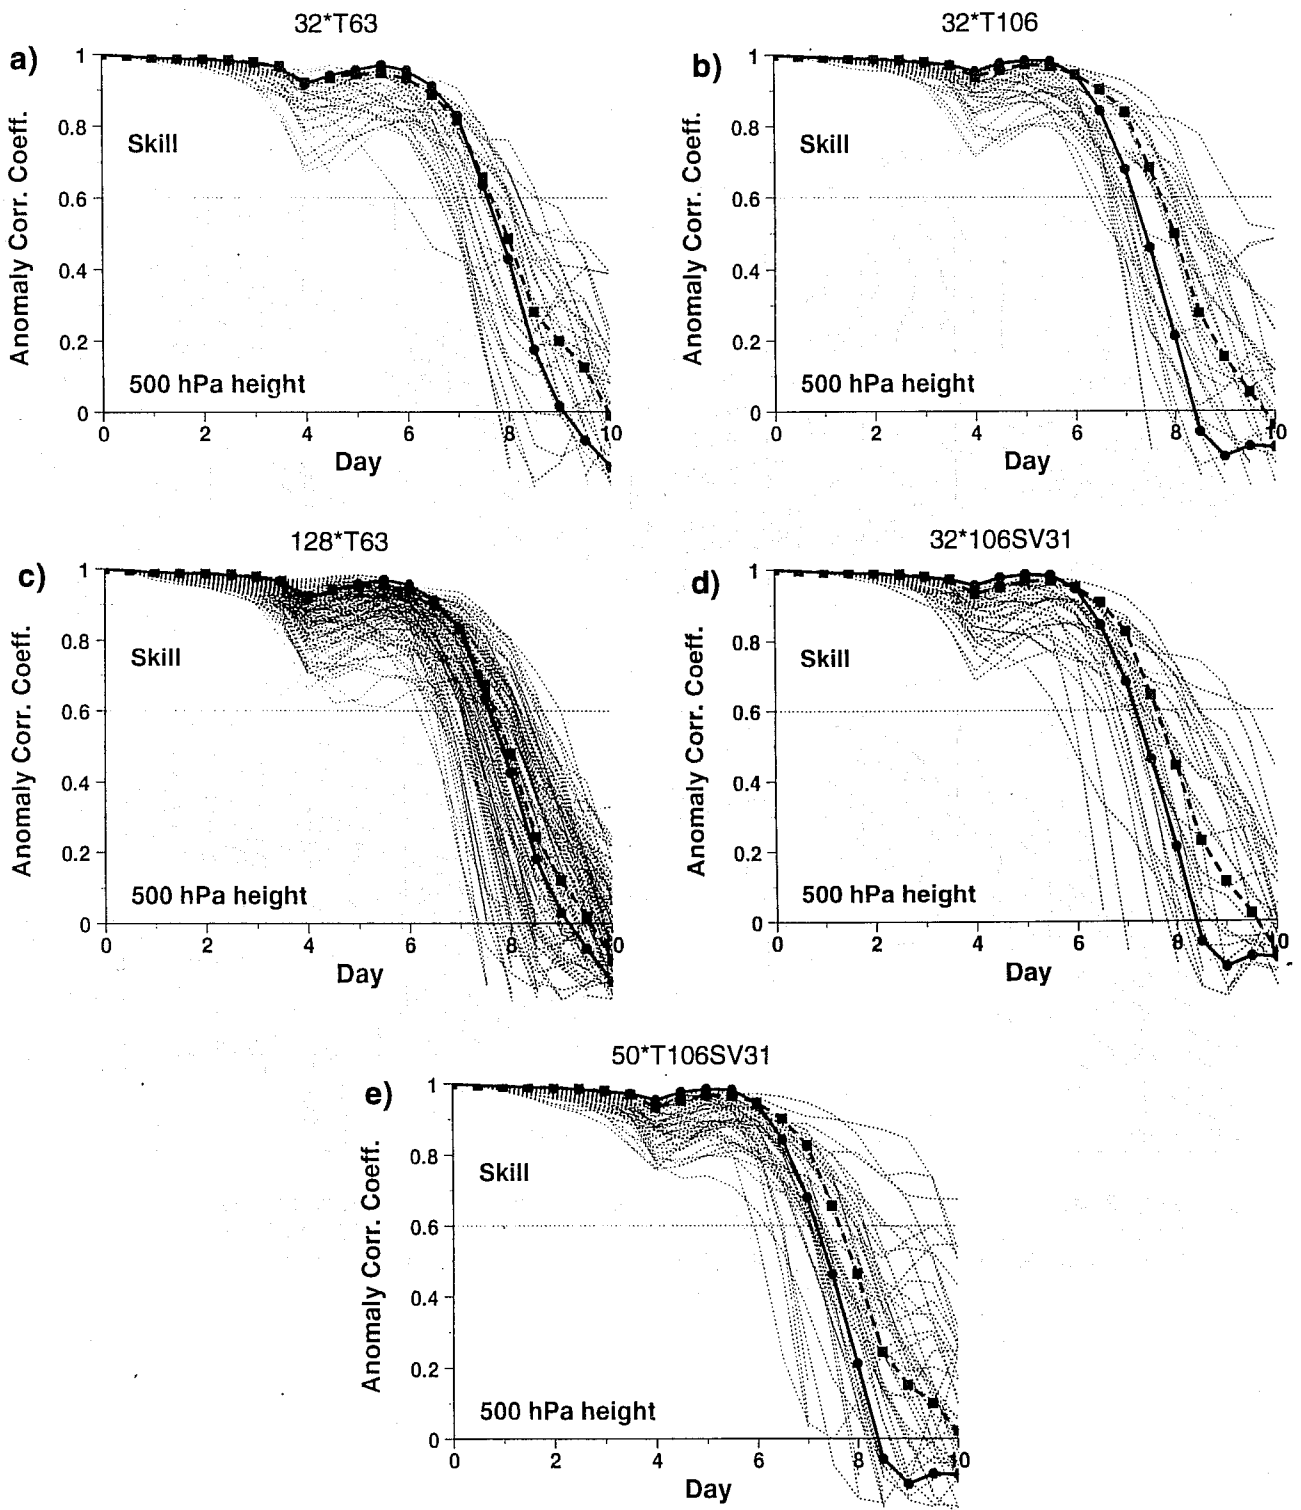 32*T63
a)
1
0.8
0.6
0.4
0.2
0
Anomaly Corr. Coeff.
Skill
500 hPa height
0 2 4 6 8 10
Day
32*T106
b)
1
0.8
0.6
0.4
0.2
0
Anomaly Corr. Coeff.
Skill
500 hPa height
0 2 4 6 8 10
Day
128*T63
c)
1
0.8
0.6
0.4
0.2
0
Anomaly Corr. Coeff.
Skill
500 hPa height
0 2 4 6 8 0
Day
32*106SV31
d)
1
0.8
0.6
0.4
0.2
0
Anomaly Corr. Coeff.
Skill
500 hPa height
0 2 4 6 8 0
Day
50*T106SV31
e)
1
0.8
0.6
0.4
0.2
0
Anomaly Corr. Coeff.
Skill
500 hPa height
0 2 4 6 8 10
Day